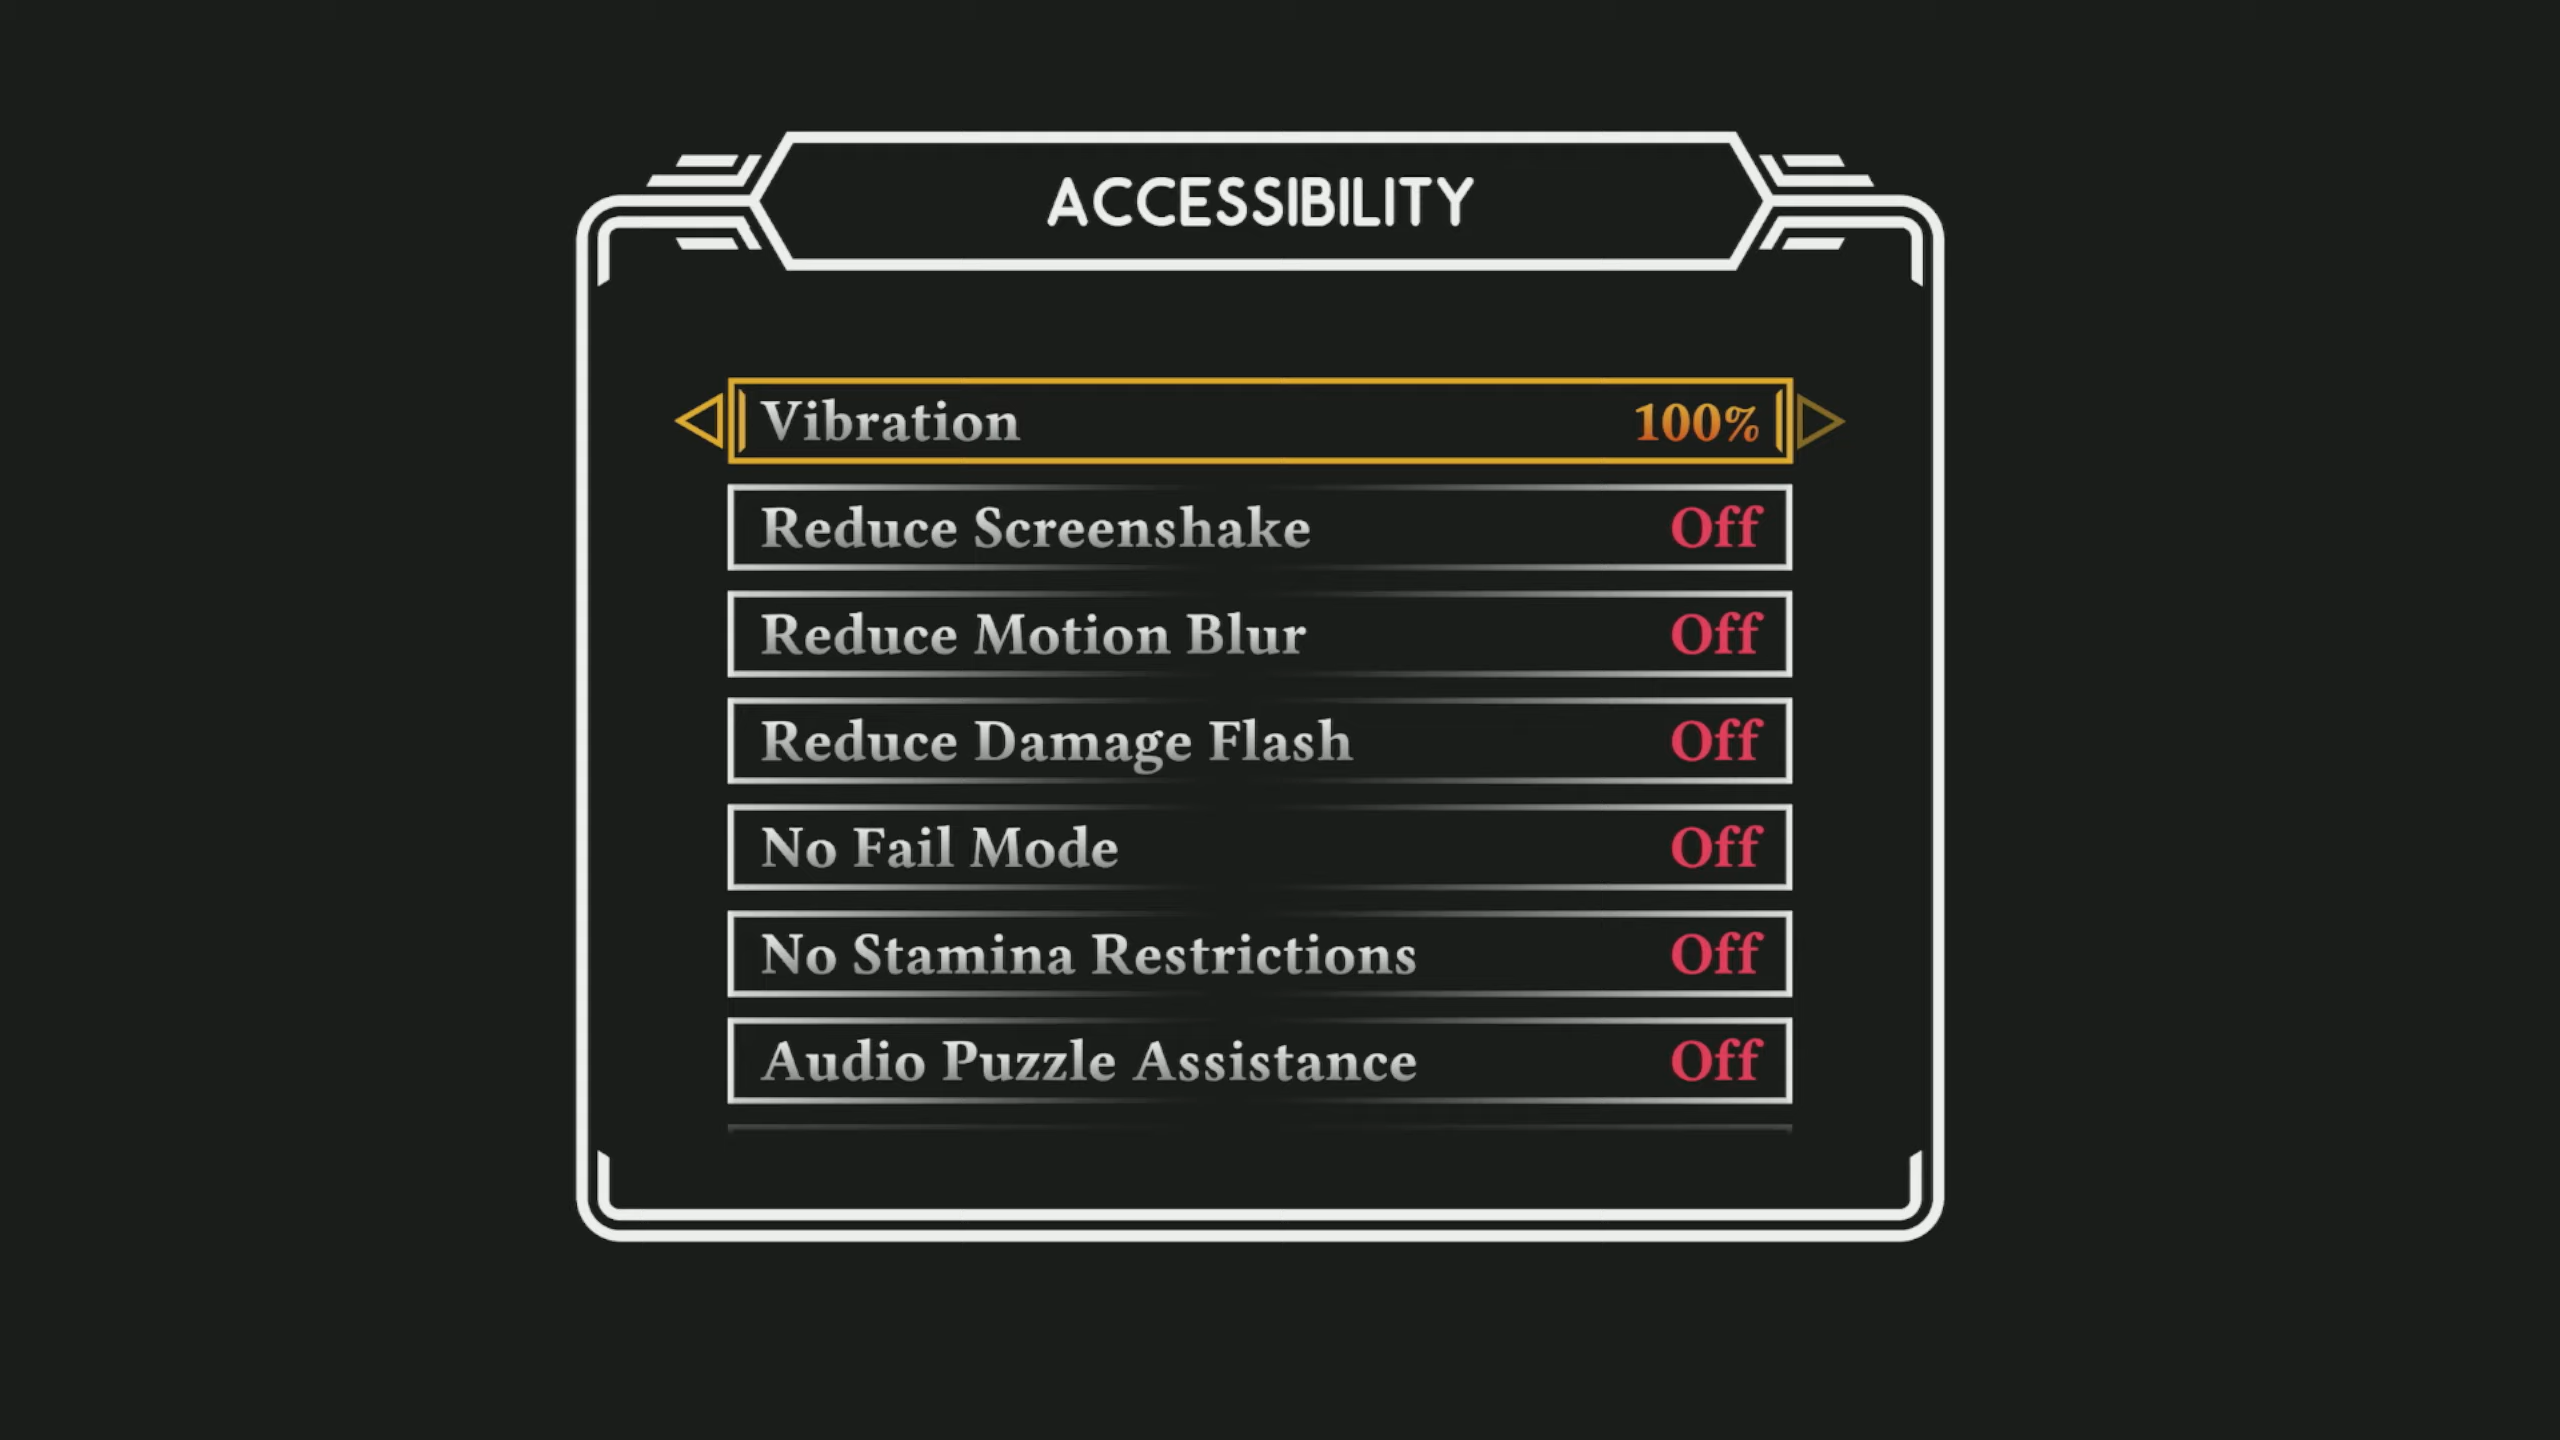 ACCESSIBILITY
Vibration 100%
Reduce Screenshake Off
Reduce Motion Blur Off
Reduce Damage Flash Off
No Fail Mode Off
No Stamina Restrictions Off
Audio Puzzle Assistance Off